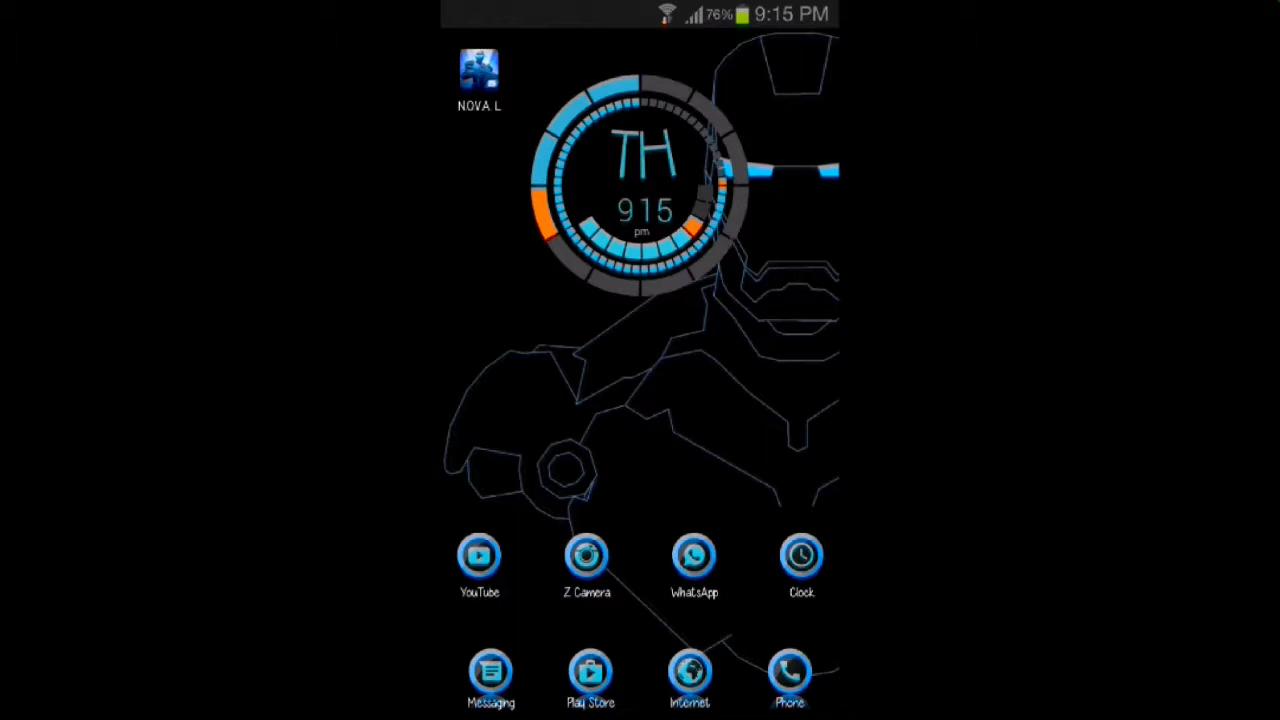 76% 9:15 PM
NOVA L
TH
915
pm
YouTube Z Camera WhatsApp Clock
Messaging Play Store Internet Phone